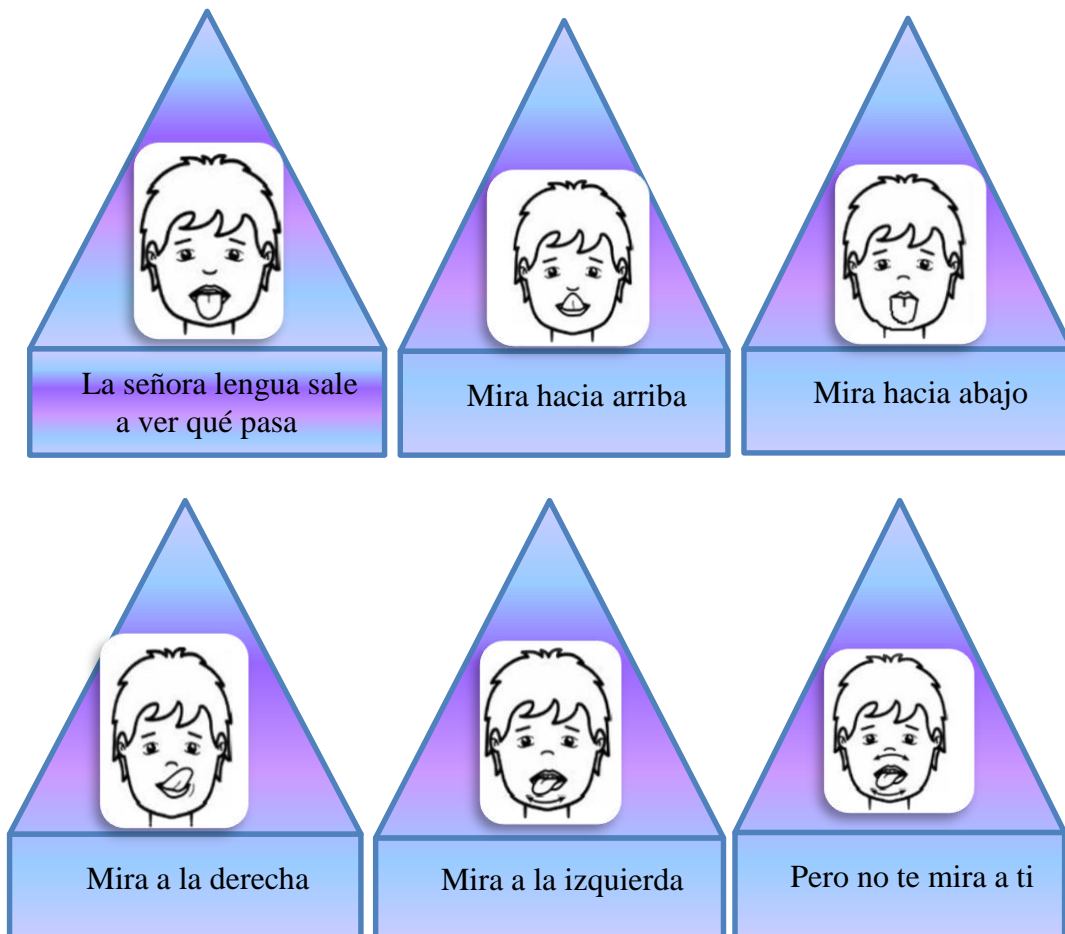 La señora lengua sale
a ver qué pasa
Mira hacia arriba
Mira hacia abajo
Mira a la derecha
Mira a la izquierda
Pero no te mira a ti